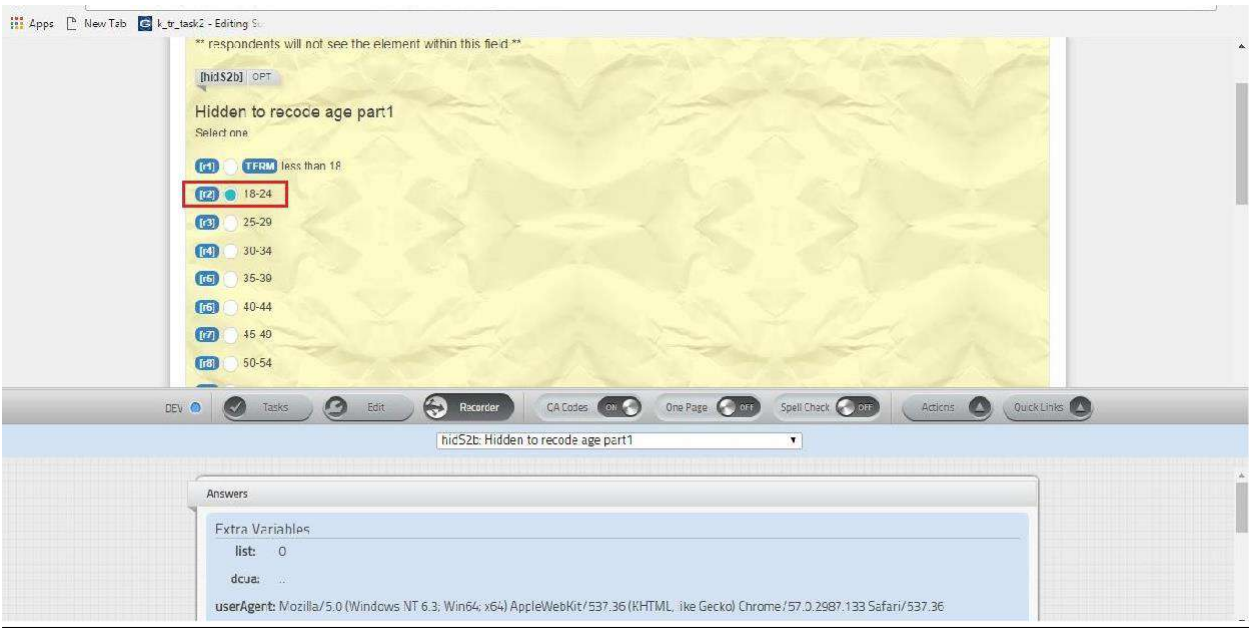 Apps New Tab k_tr_task2 - Editing S
** respondents will not see the element within this field **
[hidS2b] OPT
Hidden to recode age part1
Select one
[r1] TERM less than 18
[r2] 18-24
[r3] 25-29
[r4] 30-34
[r5] 35-39
[r6] 40-44
[r7] 45-49
[r8] 50-54
DEV Tasks Edit Recorder CA Codes ON One Page OFF Spell Check OFF Actions Quick Links
hidS2b: Hidden to recode age part1
Answers
Extra Variables
list: 0
dcua: ..
userAgent: Mozilla/5.0 (Windows NT 6.3; Win64; x64) AppleWebKit/537.36 (KHTML, like Gecko) Chrome/57.0.2987.133 Safari/537.36